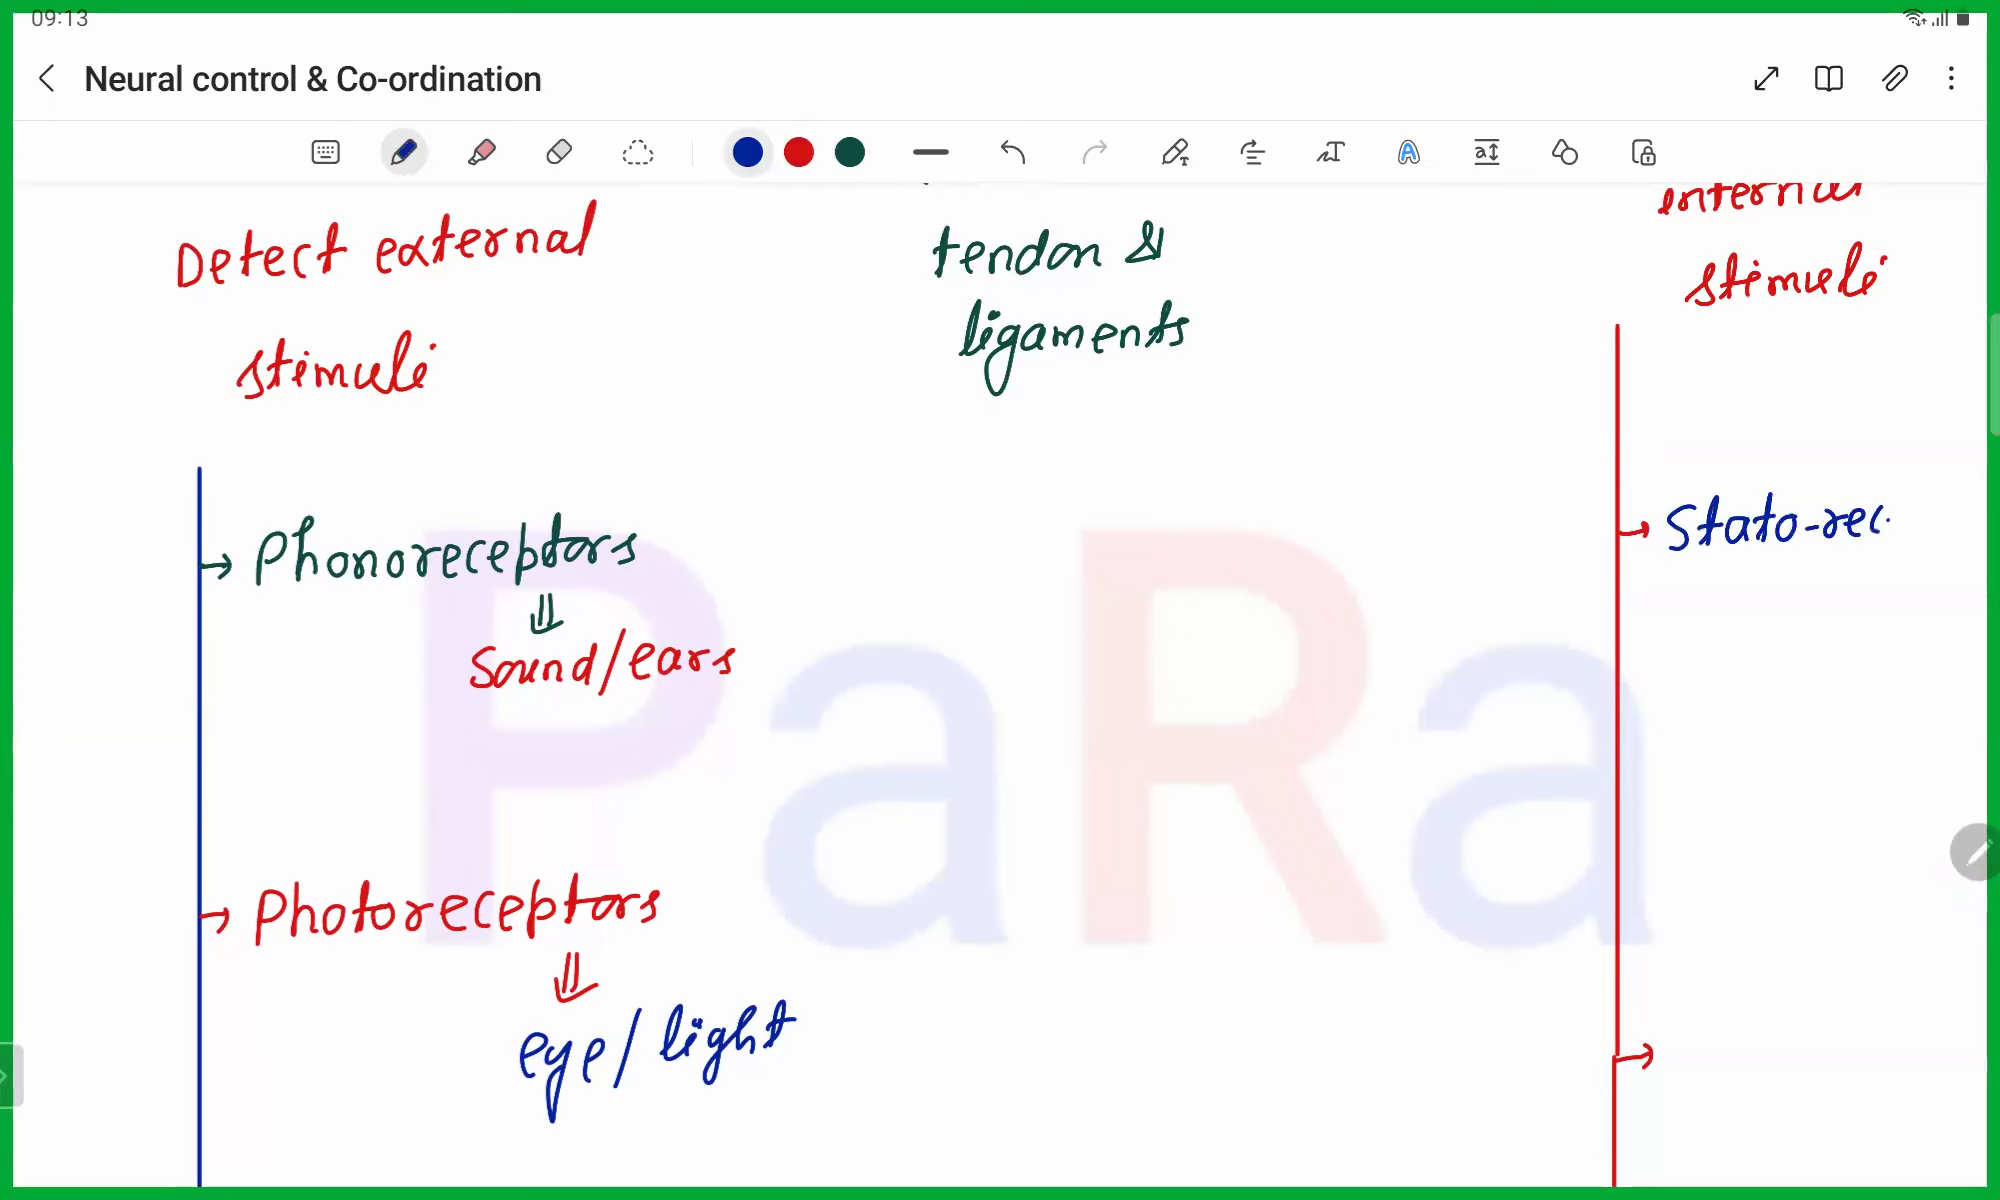 09:13
Neural control & Co-ordination
Detect external
stimuli
tendon &
ligaments
internal
stimuli
Phonoreceptors
Sound/ears
Stato-rec.
Photoreceptors
eye/light
PaRa